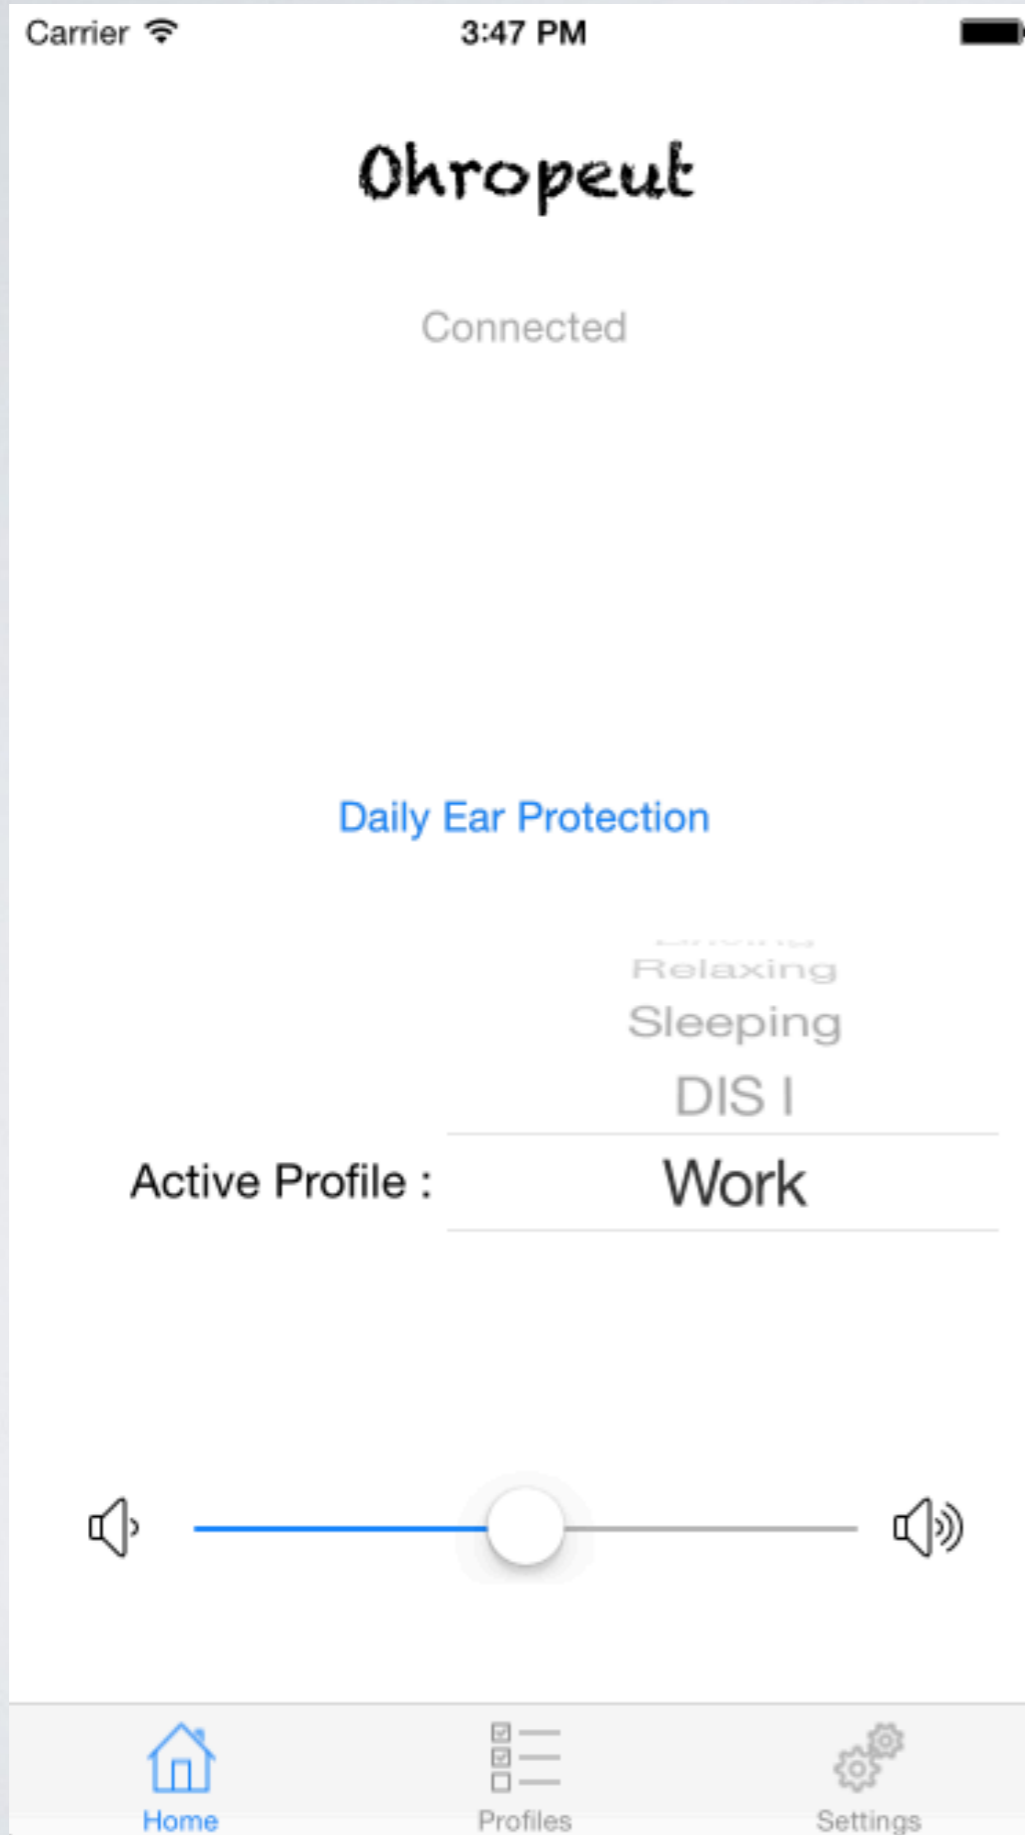 Carrier 3:47 PM
Ohropeut
Connected
Daily Ear Protection
Relaxing
Sleeping
DIS I
Active Profile : Work
Home Profiles Settings